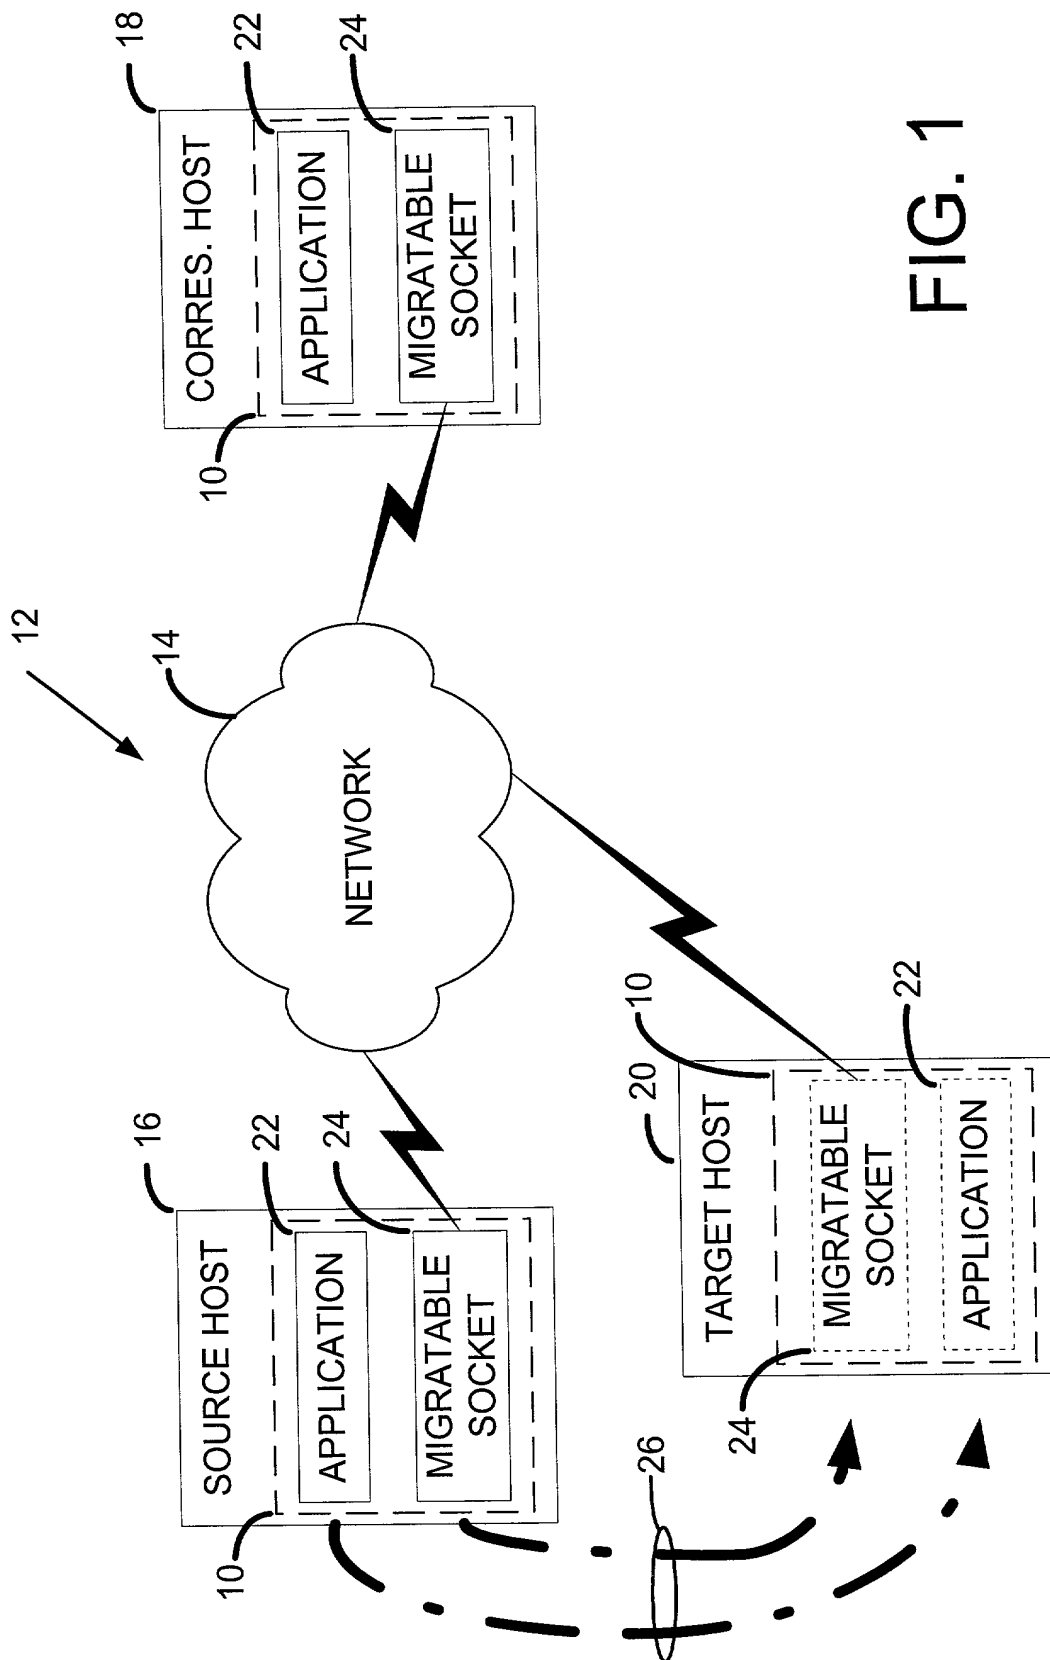 12
16
SOURCE HOST
10
22
APPLICATION
24
MIGRATABLE
SOCKET
14
NETWORK
18
CORRES. HOST
10
22
APPLICATION
24
MIGRATABLE
SOCKET
26
20
TARGET HOST
10
24
MIGRATABLE
SOCKET
22
APPLICATION
FIG. 1